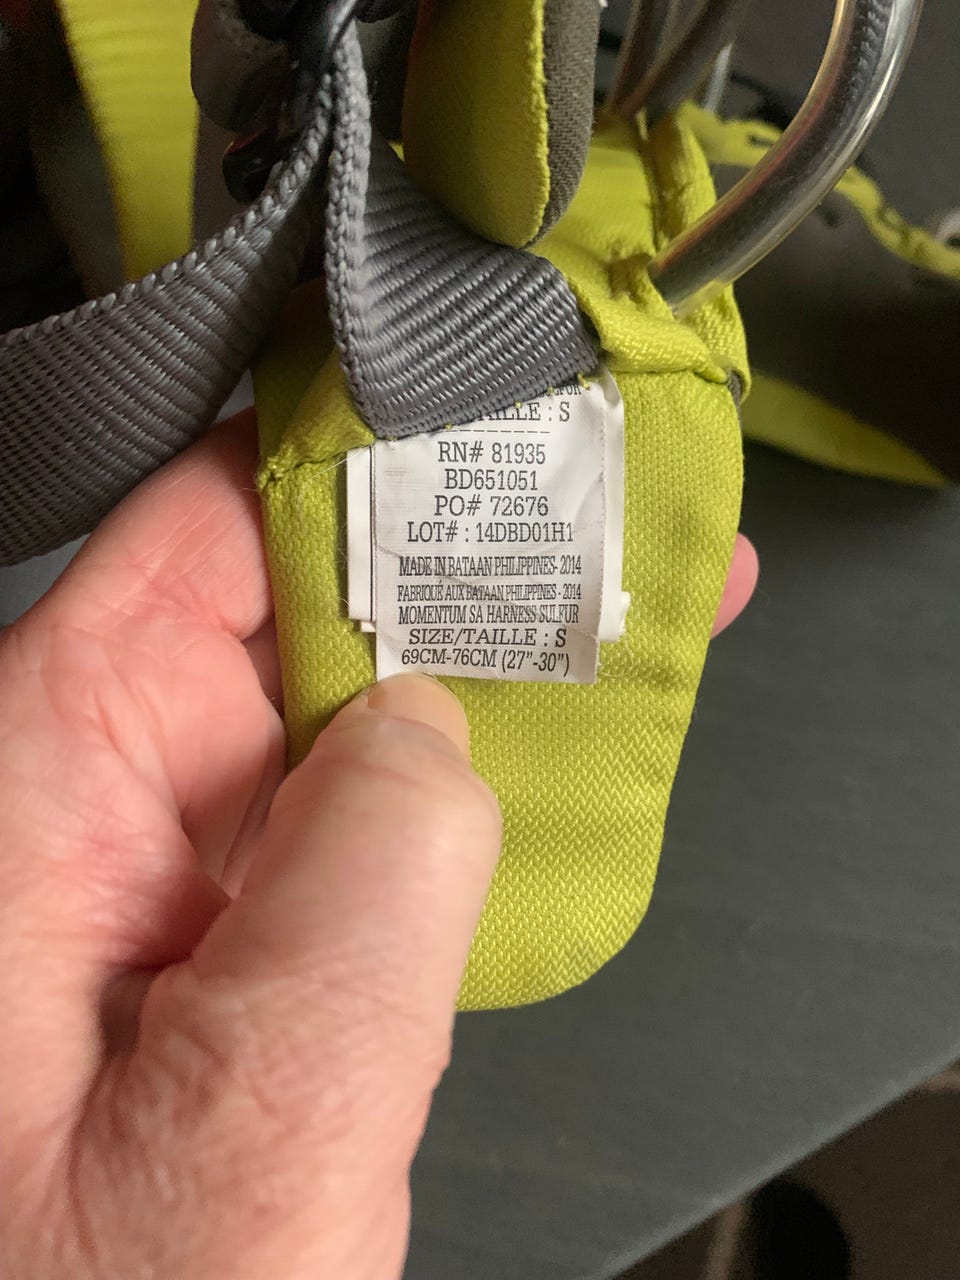 TAILLE : S
RN# 81935
BD651051
PO# 72676
LOT# : 14DBD01H1
MADE IN BATAAN PHILIPPINES- 2014
FABRIQUÉ AUX BATAAN PHILIPPINES - 2014
MOMENTUM SA HARNESS SULFUR
SIZE/TAILLE : S
69CM-76CM (27”-30”)